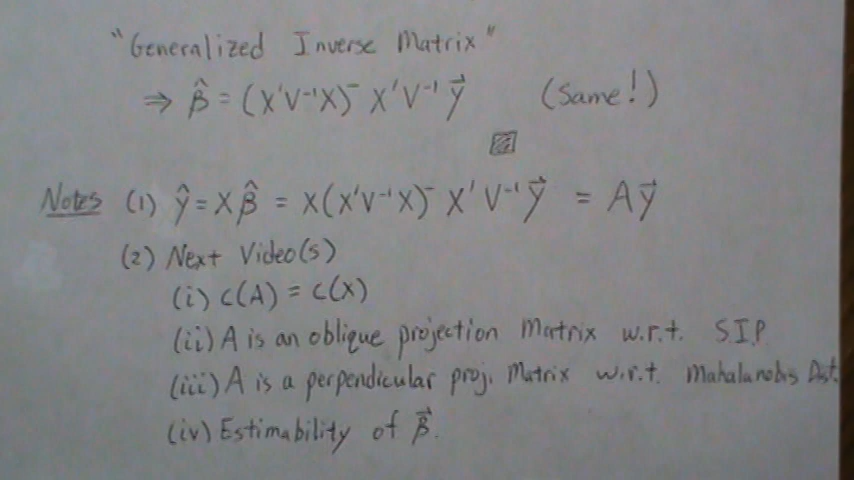 "Generalized Inverse Matrix"
⇒ β̂ = (X'V⁻¹X)⁻ X'V⁻¹ y⃗ (Same!)
Notes (1) ŷ = Xβ̂ = X(X'V⁻¹X)⁻ X'V⁻¹ y⃗ = Ay⃗
(2) Next Video(s)
(i) C(A) = C(X)
(ii) A is an oblique projection Matrix w.r.t. S.I.P.
(iii) A is a perpendicular proj. Matrix w.r.t. Mahalanobis Dist.
(iv) Estimability of β⃗.